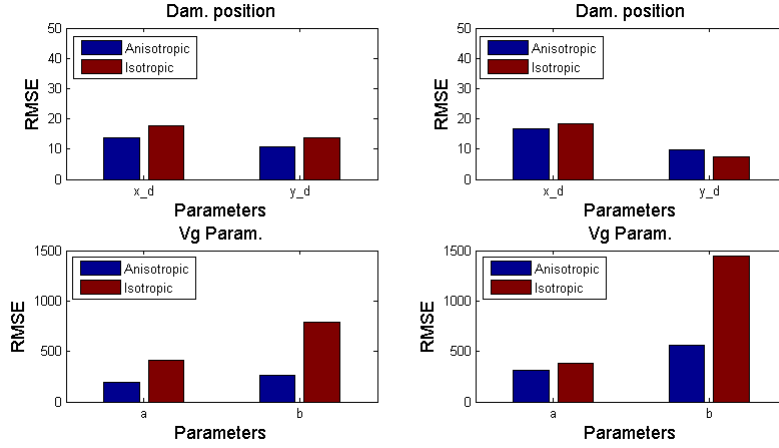 Dam. position
50
40
30
20
10
0
RMSE
Anisotropic
Isotropic
x_d
y_d
Parameters
Dam. position
50
40
30
20
10
0
RMSE
Anisotropic
Isotropic
x_d
y_d
Parameters
Vg Param.
1500
1000
500
0
RMSE
Anisotropic
Isotropic
a
b
Parameters
Vg Param.
1500
1000
500
0
RMSE
Anisotropic
Isotropic
a
b
Parameters